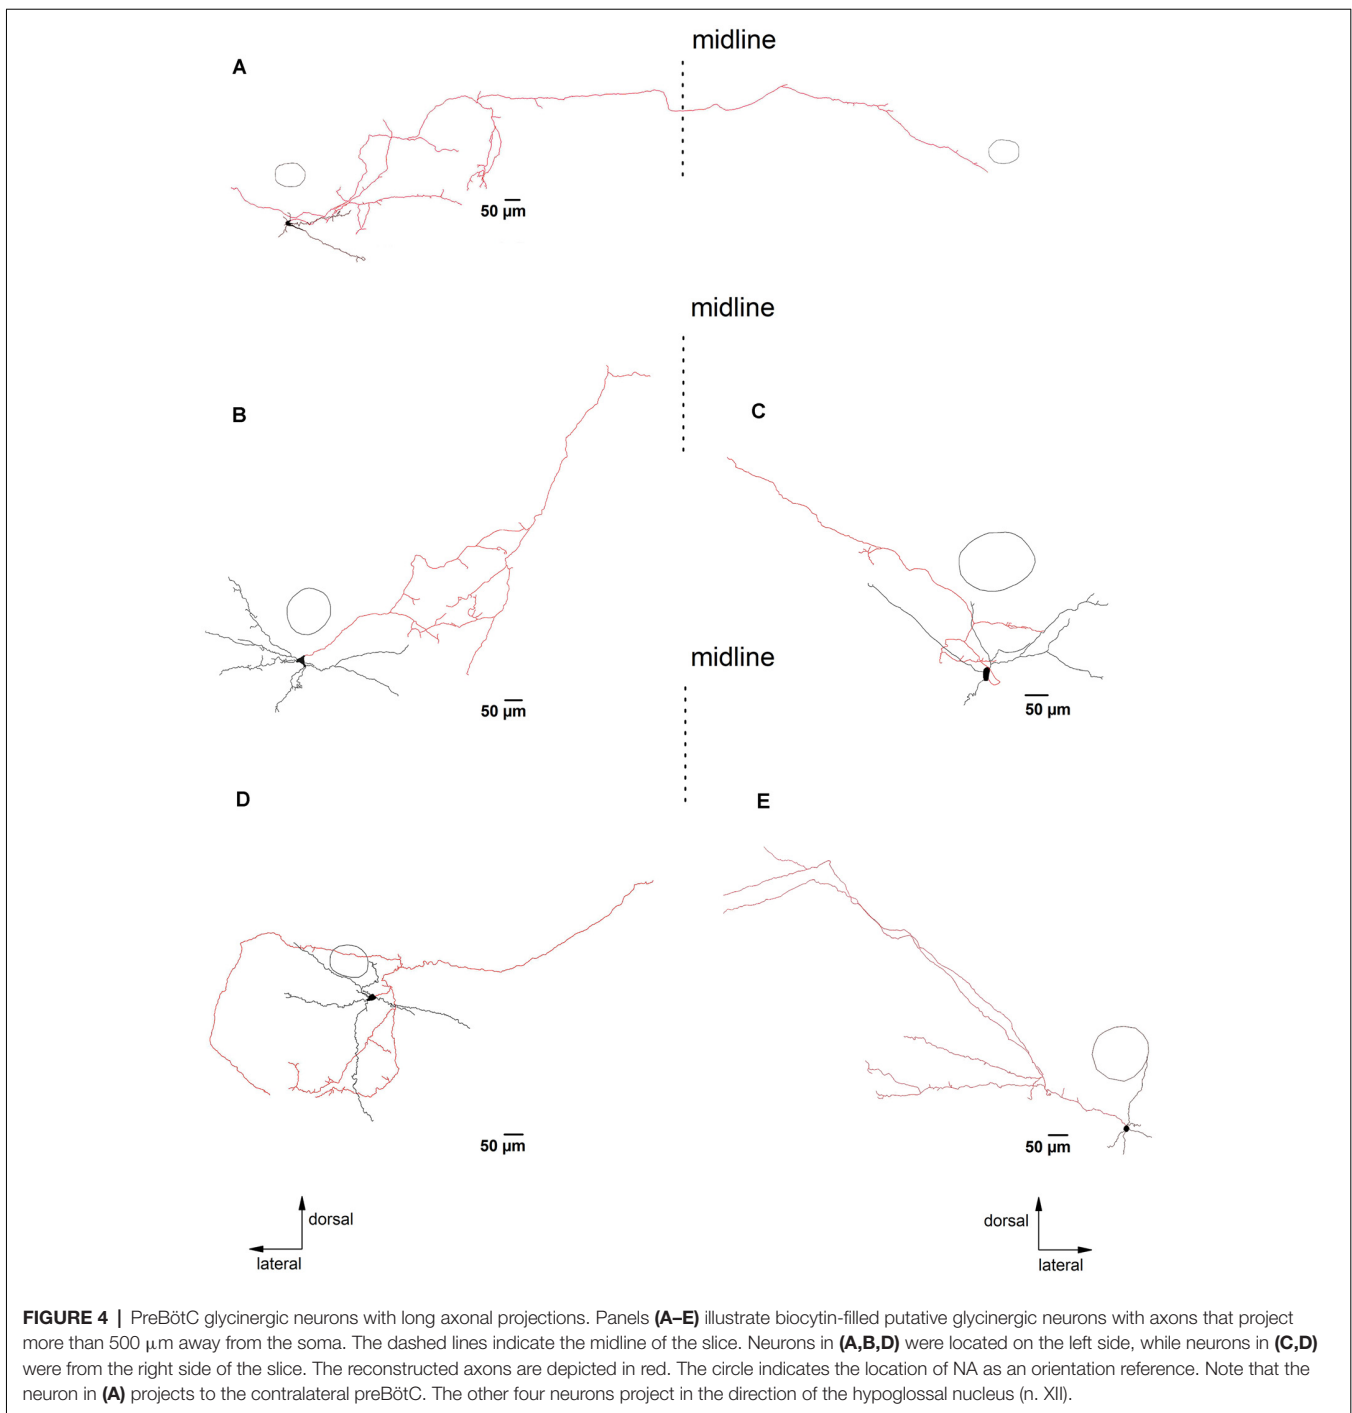 midline
A
50 µm
midline
B
C
midline
50 µm
50 µm
D
E
50 µm
50 µm
dorsal
lateral
dorsal
lateral
FIGURE 4 | PreBötC glycinergic neurons with long axonal projections. Panels (A–E) illustrate biocytin-filled putative glycinergic neurons with axons that project
more than 500 µm away from the soma. The dashed lines indicate the midline of the slice. Neurons in (A,B,D) were located on the left side, while neurons in (C,D)
were from the right side of the slice. The reconstructed axons are depicted in red. The circle indicates the location of NA as an orientation reference. Note that the
neuron in (A) projects to the contralateral preBötC. The other four neurons project in the direction of the hypoglossal nucleus (n. XII).